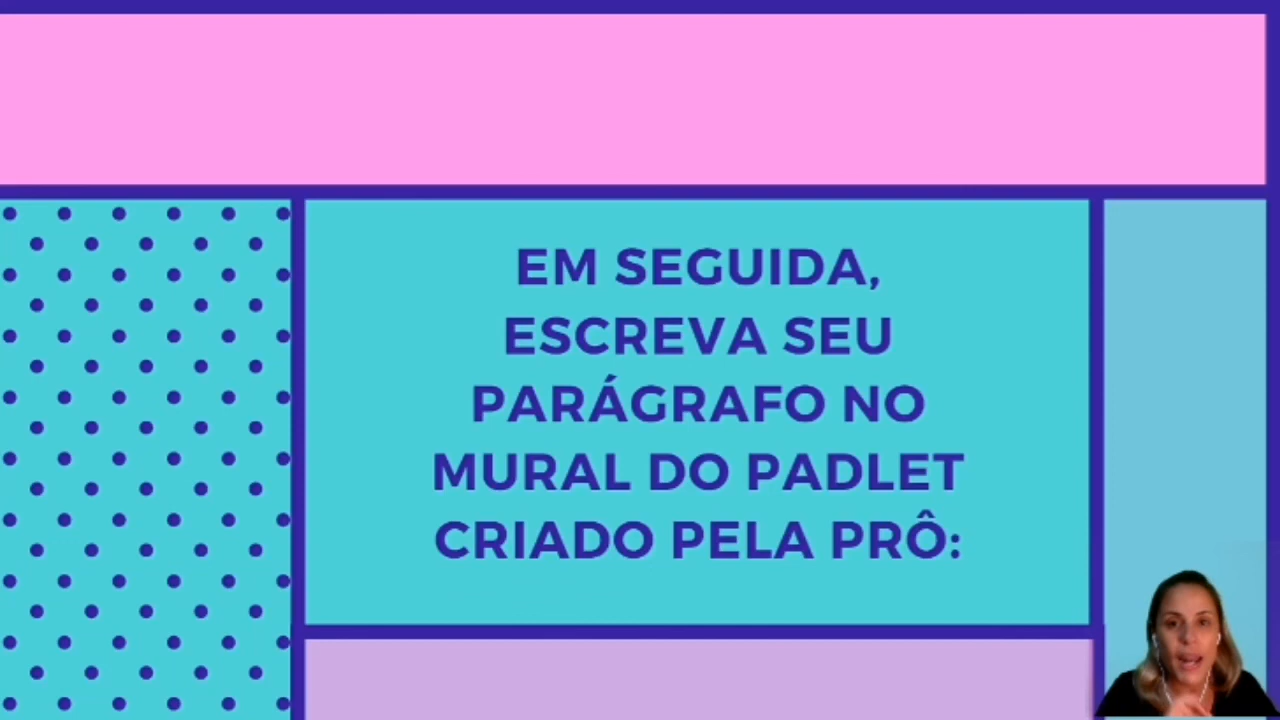 EM SEGUIDA,
ESCREVA SEU
PARÁGRAFO NO
MURAL DO PADLET
CRIADO PELA PRÔ: